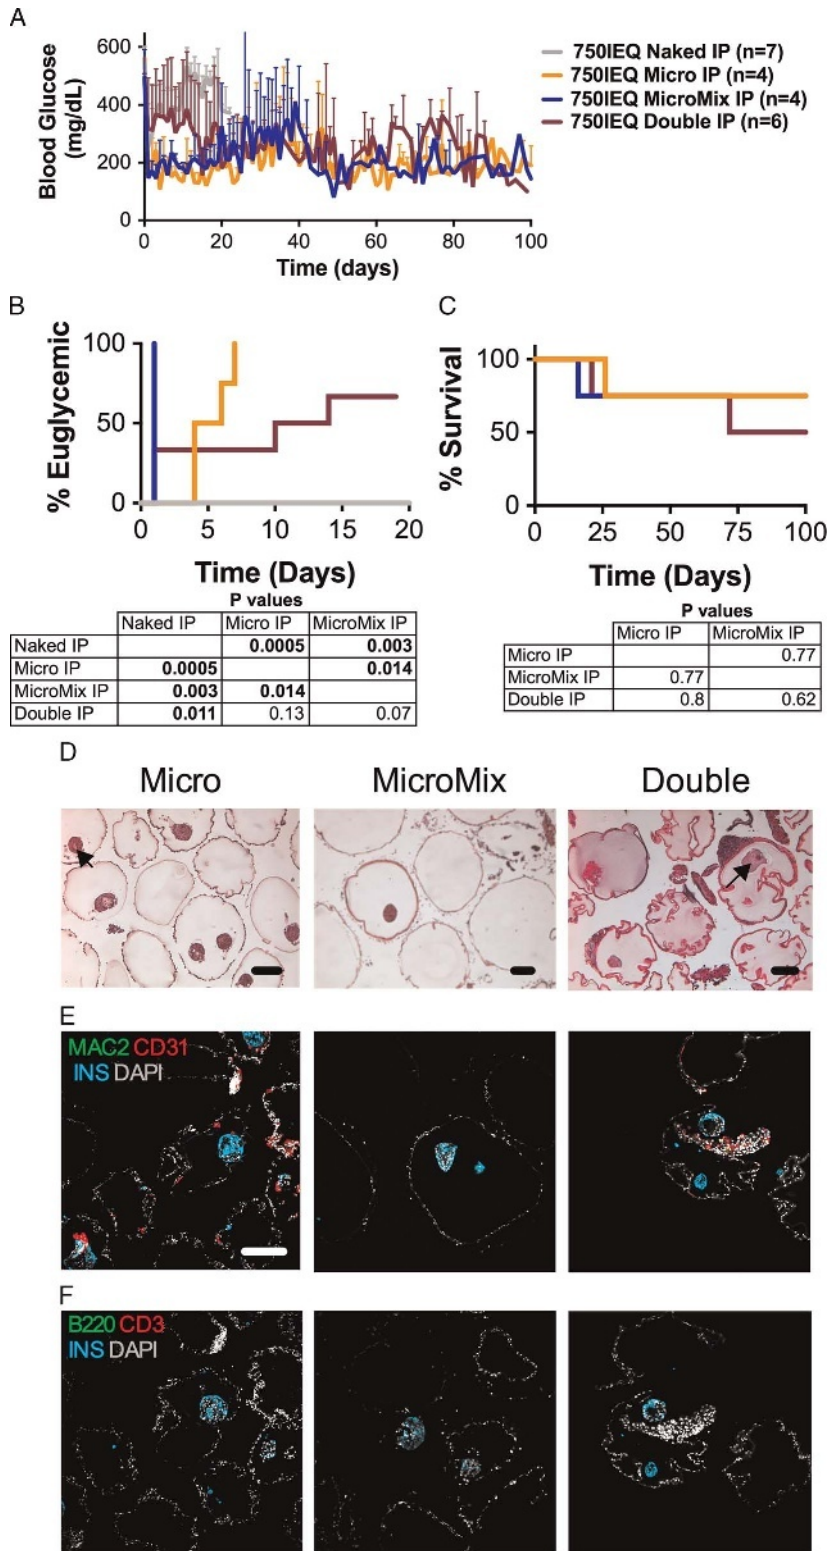 A
Blood Glucose
(mg/dL)
600
400
200
0
0 20 40 60 80 100
Time (days)
750IEQ Naked IP (n=7)
750IEQ Micro IP (n=4)
750IEQ MicroMix IP (n=4)
750IEQ Double IP (n=6)
B
% Euglycemic
100
50
0
0 5 10 15 20
Time (Days)
P values
Naked IP Micro IP MicroMix IP
Naked IP 0.0005 0.003
Micro IP 0.0005 0.014
MicroMix IP 0.003 0.014
Double IP 0.011 0.13 0.07
C
% Survival
100
50
0
0 25 50 75 100
Time (Days)
P values
Micro IP MicroMix IP
Micro IP 0.77
MicroMix IP 0.77
Double IP 0.8 0.62
D
Micro MicroMix Double
E
MAC2 CD31
INS DAPI
F
B220 CD3
INS DAPI